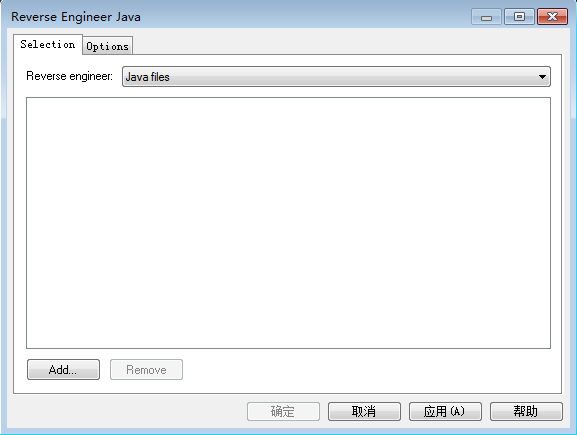 Reverse Engineer Java
Selection Options
Reverse engineer: Java files
Add... Remove
确定 取消 应用(A) 帮助